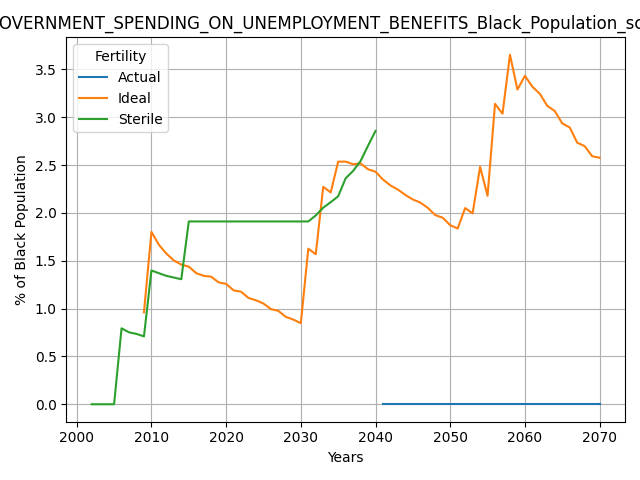 OVERNMENT_SPENDING_ON_UNEMPLOYMENT_BENEFITS_Black_Population_sc
Fertility
Actual
Ideal
Sterile
3.5
3.0
2.5
2.0
1.5
1.0
0.5
0.0
% of Black Population
2000 2010 2020 2030 2040 2050 2060 2070
Years